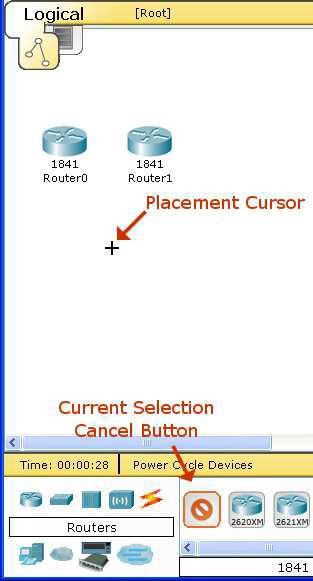 Logical [Root]
1841 1841
Router0 Router1
Placement Cursor
Current Selection
Cancel Button
Time: 00:00:28 Power Cycle Devices
2620XM 2621XM
Routers
1841